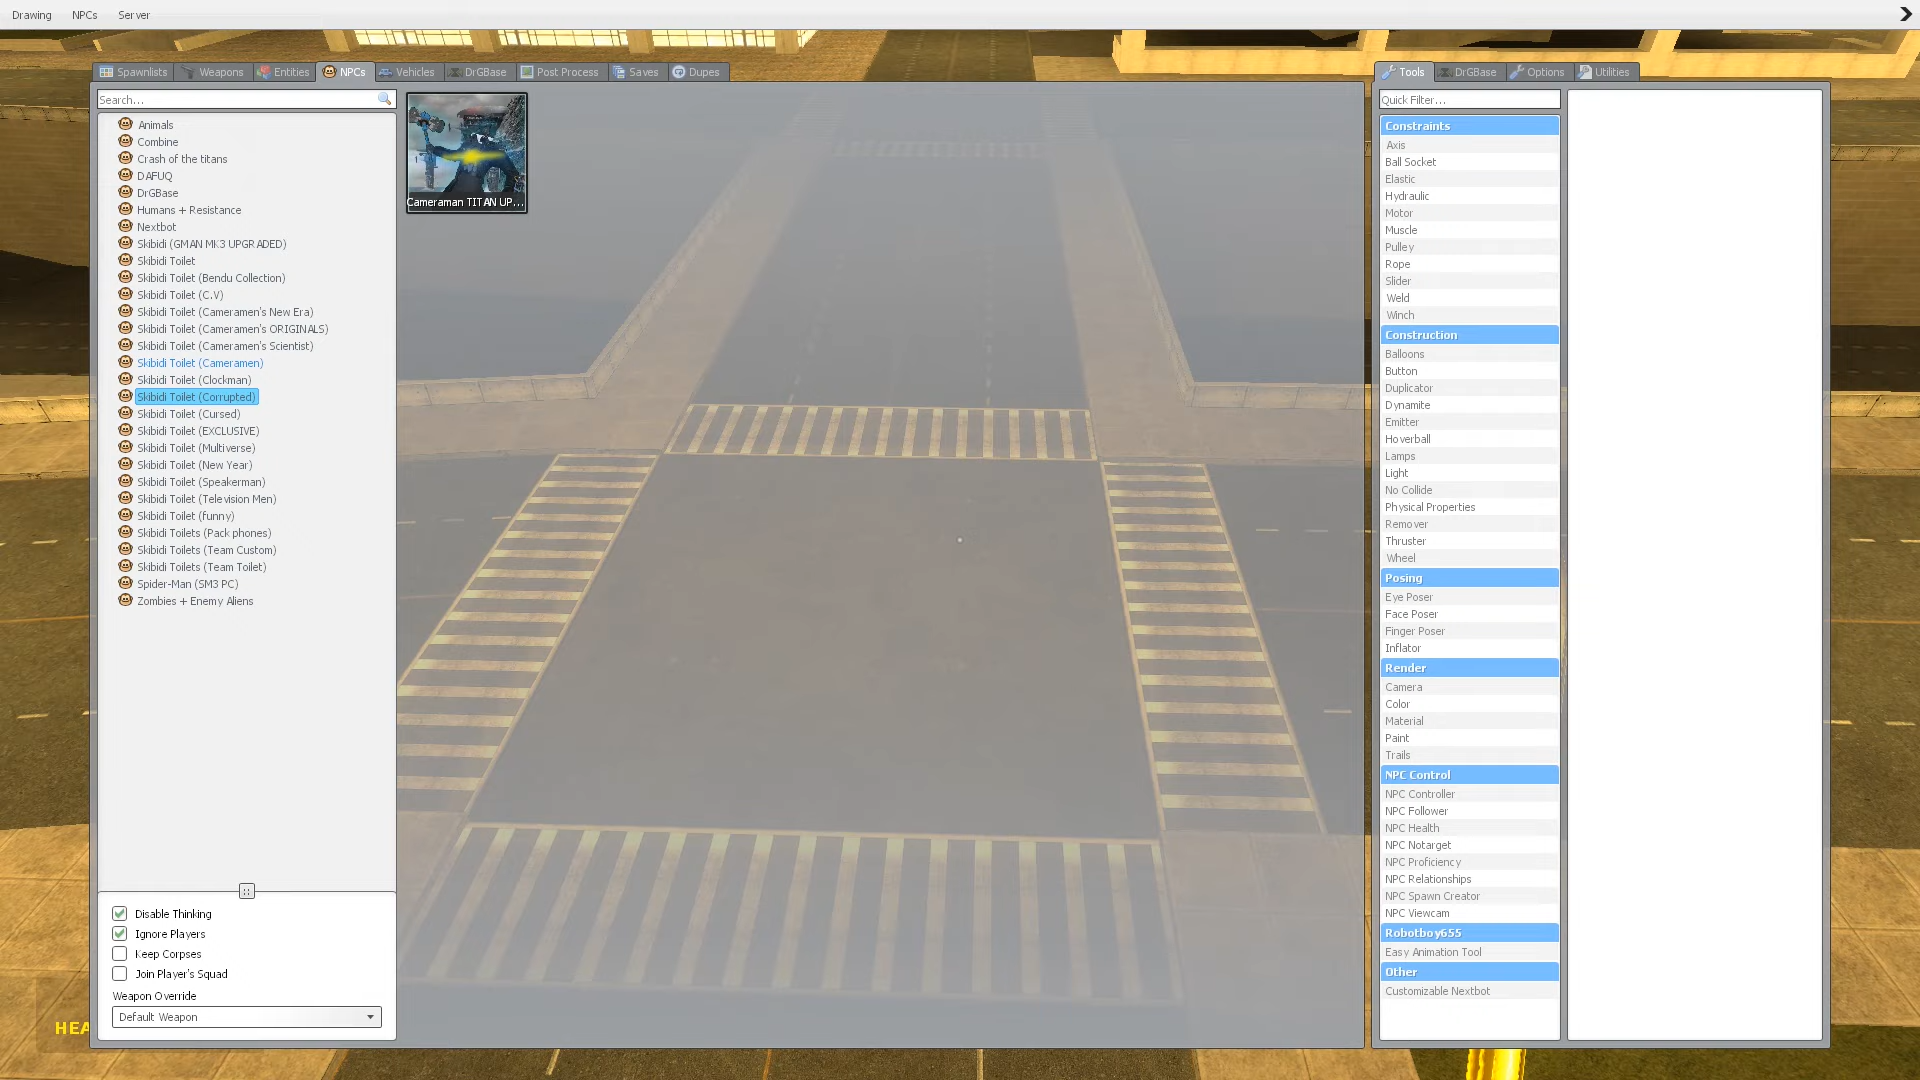 Drawing NPCs Server
Spawnlists Weapons Entities NPCs Vehicles DrGBase Post Process Saves Dupes
Search...
Animals
Combine
Crash of the titans
DAFUQ
DrGBase
Humans + Resistance
Nextbot
Skibidi (GMAN MK3 UPGRADED)
Skibidi Toilet
Skibidi Toilet (Bendu Collection)
Skibidi Toilet (C.V)
Skibidi Toilet (Cameramen's New Era)
Skibidi Toilet (Cameramen's ORIGINALS)
Skibidi Toilet (Cameramen's Scientist)
Skibidi Toilet (Cameramen)
Skibidi Toilet (Clockman)
Skibidi Toilet (Corrupted)
Skibidi Toilet (Cursed)
Skibidi Toilet (EXCLUSIVE)
Skibidi Toilet (Multiverse)
Skibidi Toilet (New Year)
Skibidi Toilet (Speakerman)
Skibidi Toilet (Television Men)
Skibidi Toilet (funny)
Skibidi Toilets (Pack phones)
Skibidi Toilets (Team Custom)
Skibidi Toilets (Team Toilet)
Spider-Man (SM3 PC)
Zombies + Enemy Aliens
Disable Thinking
Ignore Players
Keep Corpses
Join Player's Squad
Weapon Override
Default Weapon
HEA
Cameraman TITAN UP...
Tools DrGBase Options Utilities
Quick Filter...
Constraints
Axis
Ball Socket
Elastic
Hydraulic
Motor
Muscle
Pulley
Rope
Slider
Weld
Winch
Construction
Balloons
Button
Duplicator
Dynamite
Emitter
Hoverball
Lamps
Light
No Collide
Physical Properties
Remover
Thruster
Wheel
Posing
Eye Poser
Face Poser
Finger Poser
Inflator
Render
Camera
Color
Material
Paint
Trails
NPC Control
NPC Controller
NPC Follower
NPC Health
NPC Notarget
NPC Proficiency
NPC Relationships
NPC Spawn Creator
NPC Viewcam
Robotboy655
Easy Animation Tool
Other
Customizable Nextbot